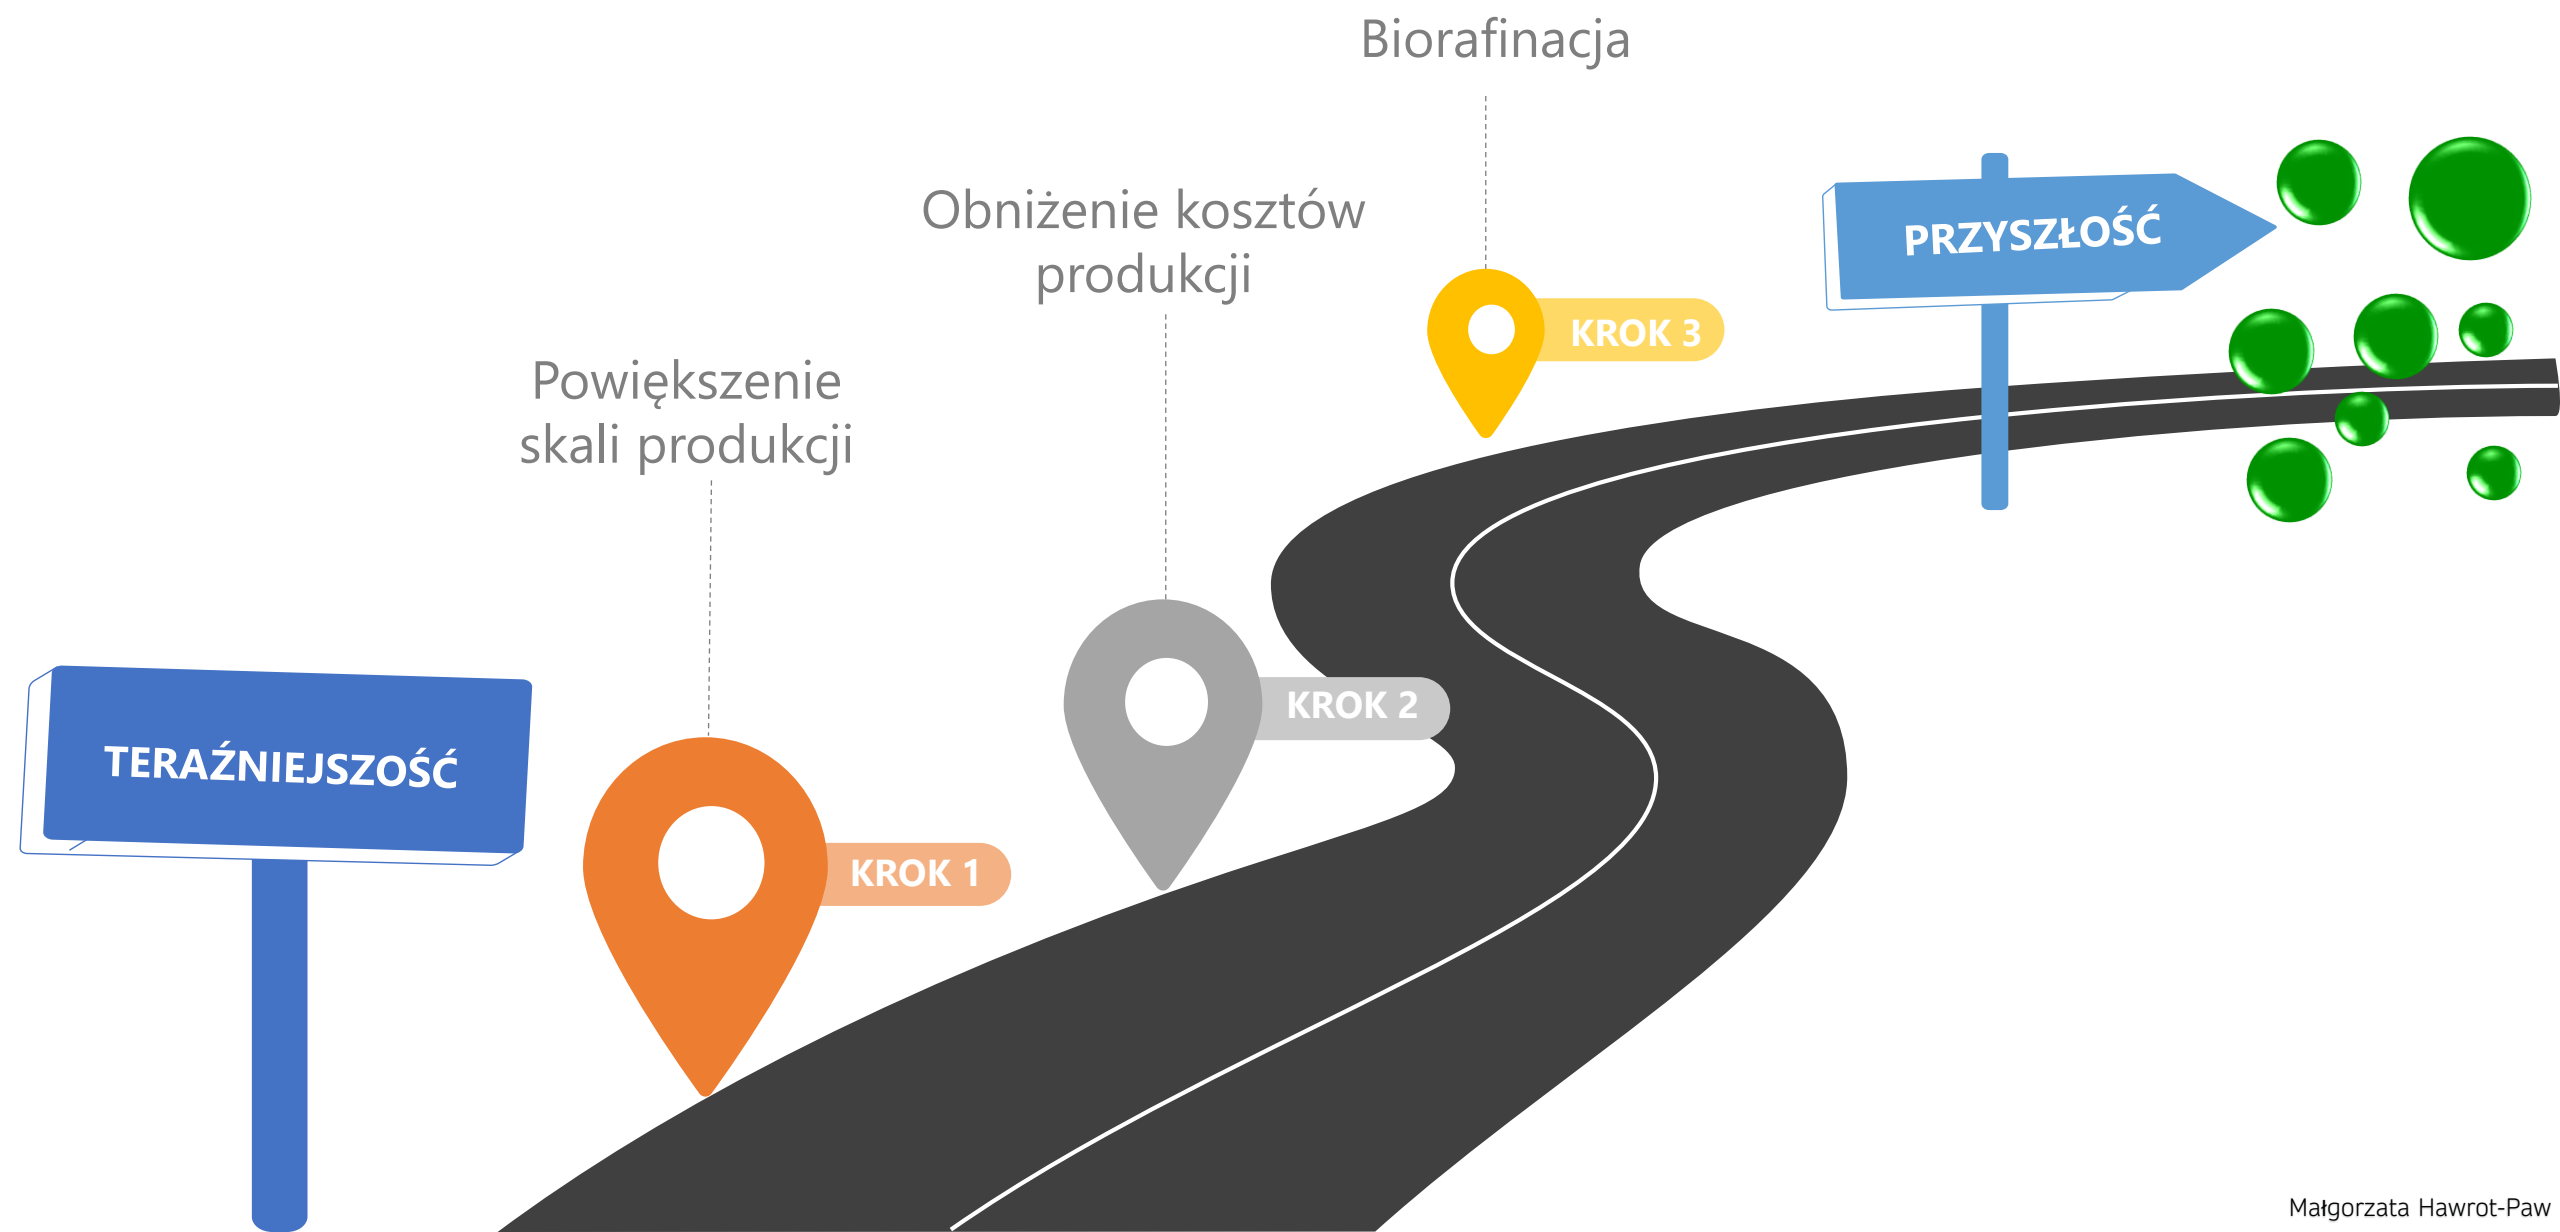 Biorafinacja
Obniżenie kosztów
produkcji
PRZYSZŁOŚĆ
KROK 3
Powiększenie
skali produkcji
KROK 2
TERAŹNIEJSZOŚĆ
KROK 1
Małgorzata Hawrot-Paw